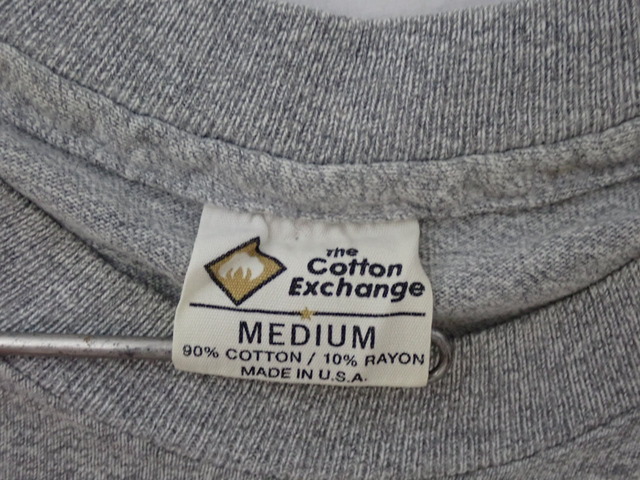 The
Cotton
Exchange
MEDIUM
90% COTTON / 10% RAYON
MADE IN U.S.A.